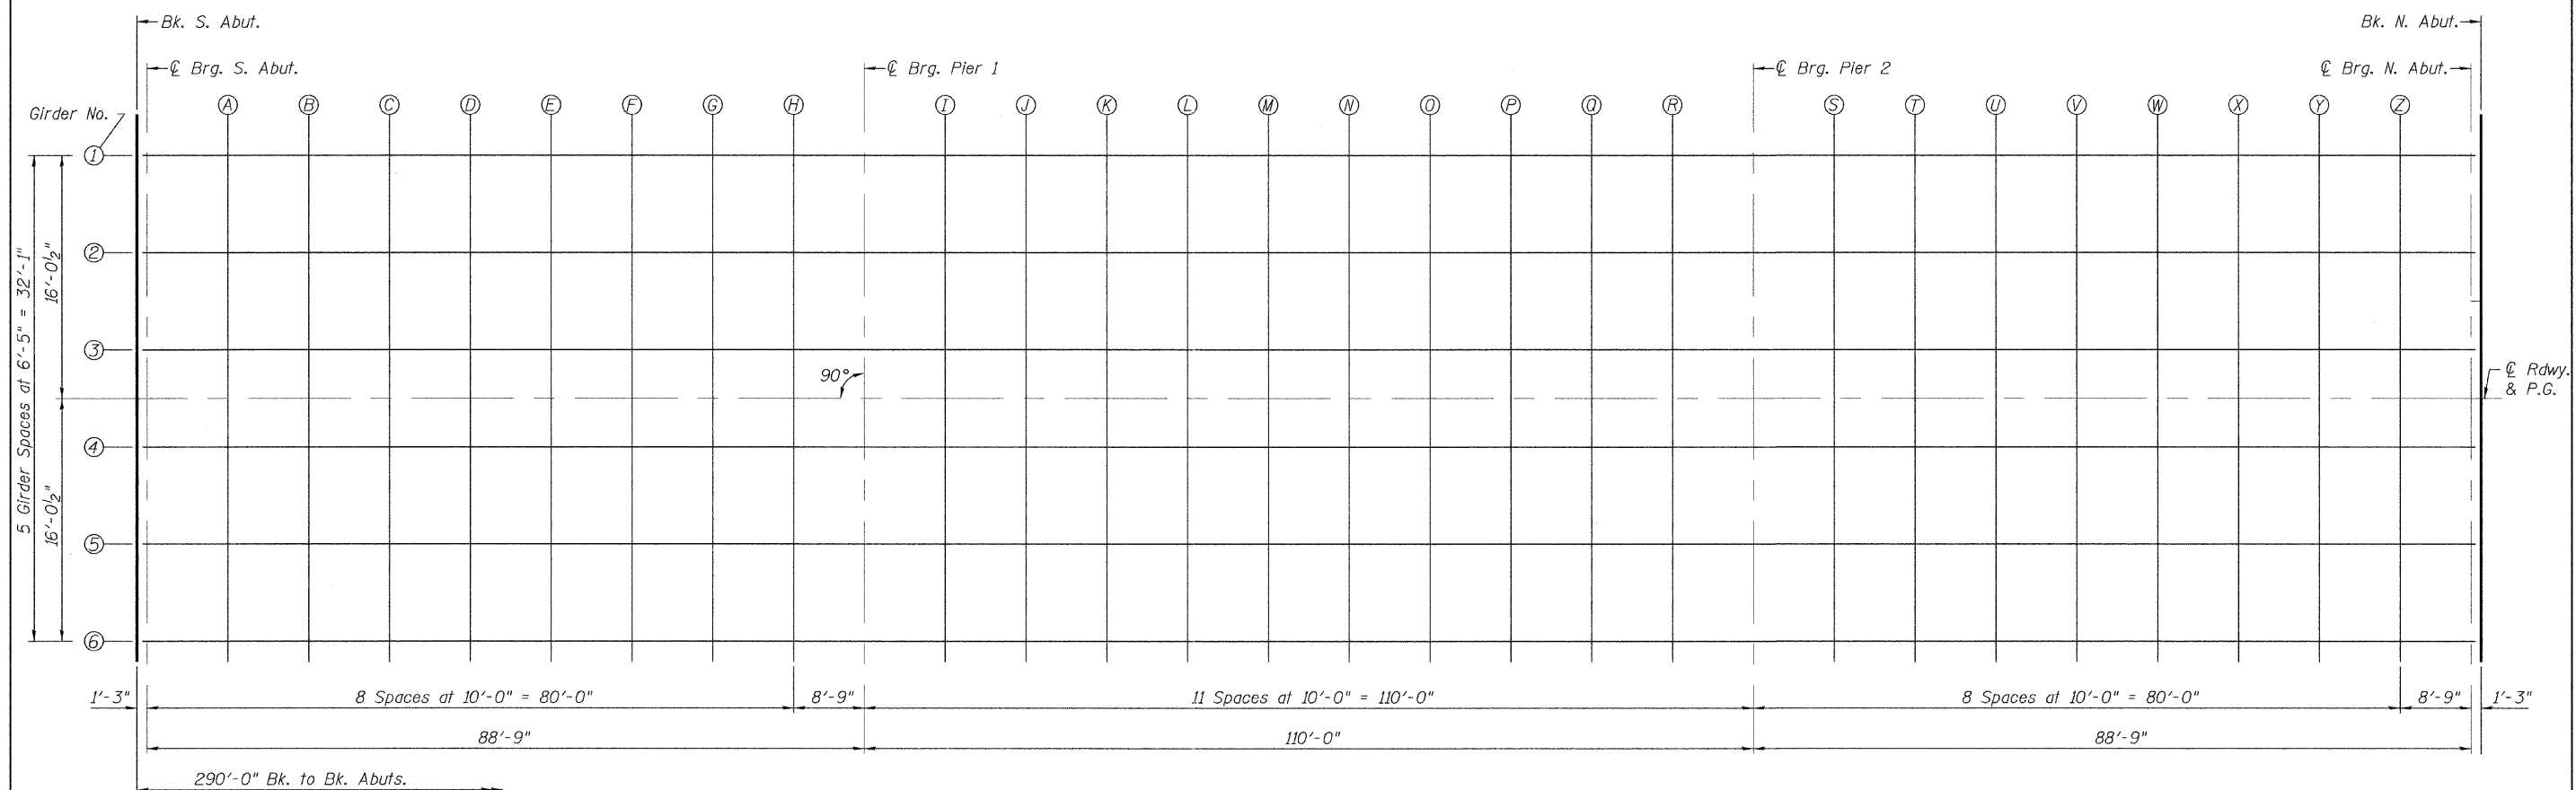 Bk. S. Abut.
Bk. N. Abut.
℄ Brg. S. Abut.
℄ Brg. Pier 1
℄ Brg. Pier 2
℄ Brg. N. Abut.
A B C D E F G H I J K L M N O P Q R S T U V W X Y Z
Girder No.
1
2
3
4
5
6
5 Girder Spaces at 6'-5" = 32'-1"
16'-0½"
16'-0½"
90°
℄ Rdwy.
& P.G.
1'-3"
8 Spaces at 10'-0" = 80'-0"
8'-9"
11 Spaces at 10'-0" = 110'-0"
8 Spaces at 10'-0" = 80'-0"
8'-9"
1'-3"
88'-9"
110'-0"
88'-9"
290'-0" Bk. to Bk. Abuts.